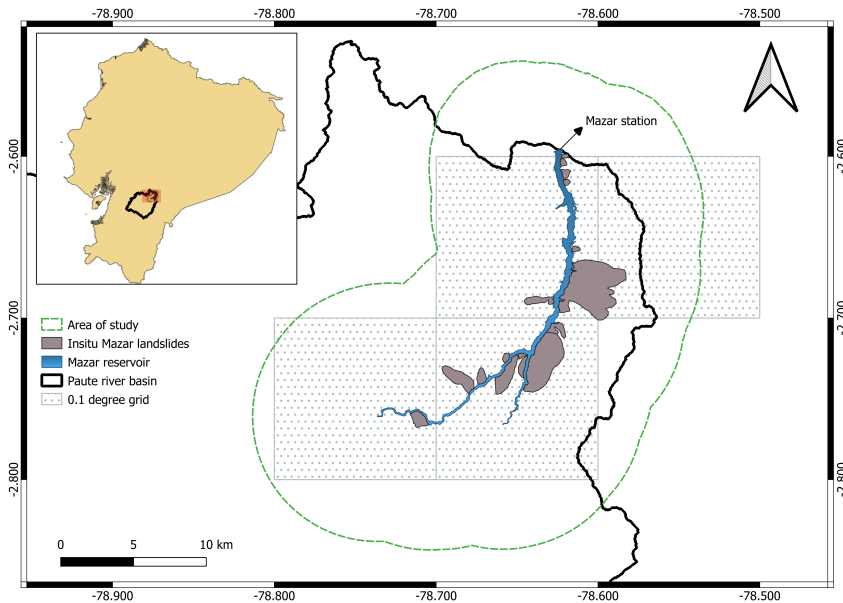 -78.900 -78.800 -78.700 -78.600 -78.500
Mazar station
-2.600 -2.600
-2.700 -2.700
-2.800 -2.800
Area of study
Insitu Mazar landslides
Mazar reservoir
Paute river basin
0.1 degree grid
0 5 10 km
-78.900 -78.800 -78.700 -78.600 -78.500